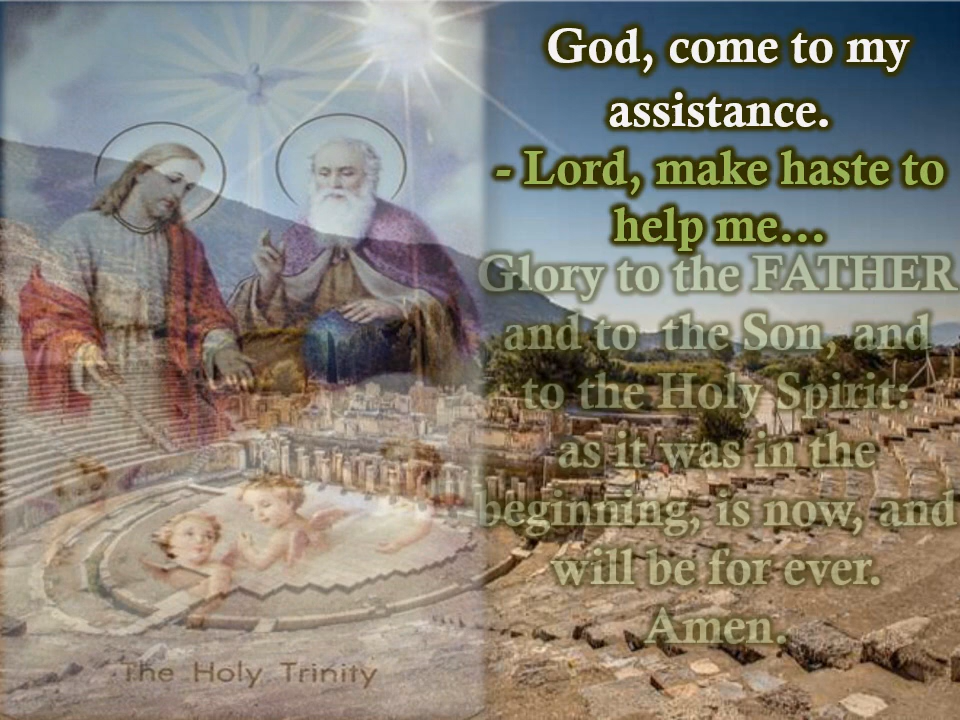 God, come to my
assistance.
- Lord, make haste to
help me...
Glory to the FATHER
and to the Son, and
to the Holy Spirit:
as it was in the
beginning, is now, and
will be for ever.
Amen.
The Holy Trinity